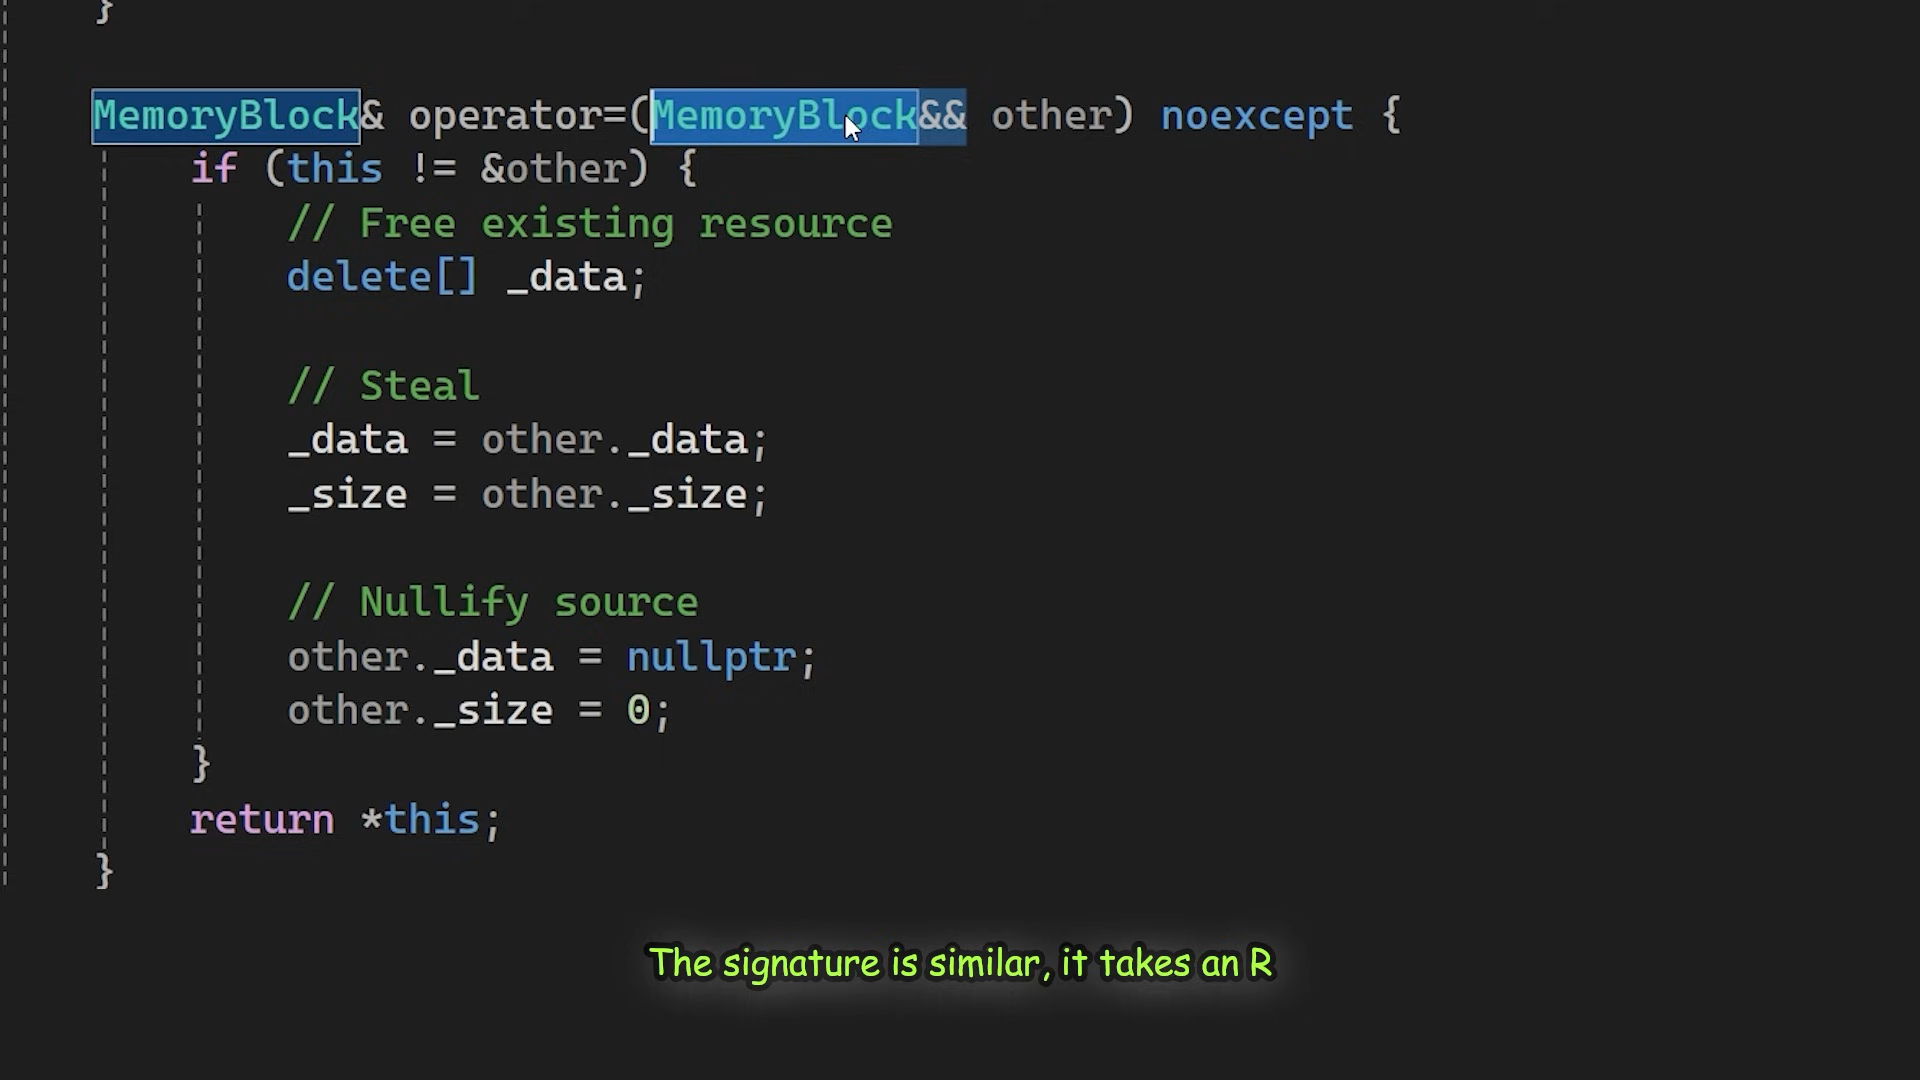 }
MemoryBlock& operator=(MemoryBlock&& other) noexcept {
if (this != &other) {
// Free existing resource
delete[] _data;
// Steal
_data = other._data;
_size = other._size;
// Nullify source
other._data = nullptr;
other._size = 0;
}
return *this;
}
The signature is similar, it takes an R